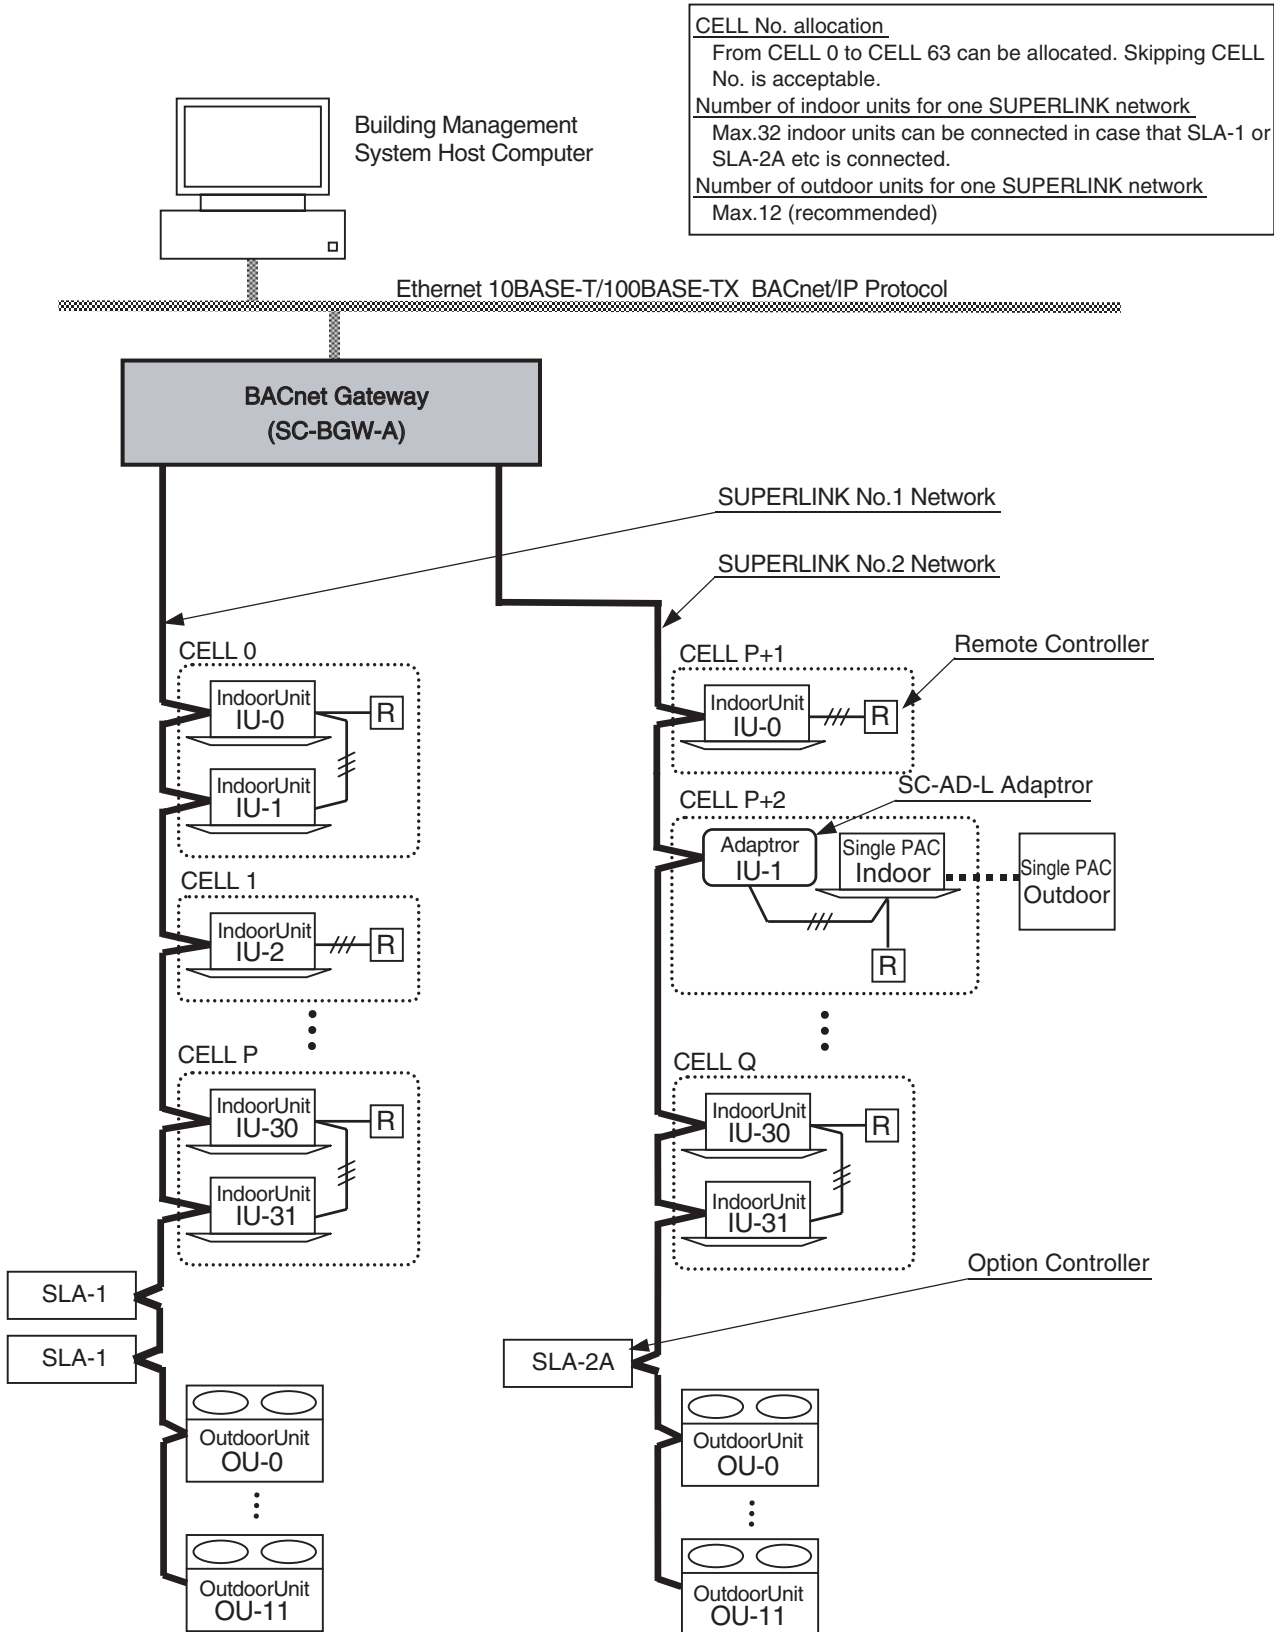 CELL No. allocation
From CELL 0 to CELL 63 can be allocated. Skipping CELL
No. is acceptable.
Number of indoor units for one SUPERLINK network
Max.32 indoor units can be connected in case that SLA-1 or
SLA-2A etc is connected.
Number of outdoor units for one SUPERLINK network
Max.12 (recommended)
Building Management
System Host Computer
Ethernet 10BASE-T/100BASE-TX BACnet/IP Protocol
BACnet Gateway
(SC-BGW-A)
SUPERLINK No.1 Network
SUPERLINK No.2 Network
CELL 0
IndoorUnit
IU-0
R
IndoorUnit
IU-1
CELL 1
IndoorUnit
IU-2
R
CELL P
IndoorUnit
IU-30
R
IndoorUnit
IU-31
SLA-1
SLA-1
OutdoorUnit
OU-0
OutdoorUnit
OU-11
CELL P+1
Remote Controller
IndoorUnit
IU-0
R
CELL P+2
SC-AD-L Adaptror
Adaptror
IU-1
Single PAC
Indoor
Single PAC
Outdoor
R
CELL Q
IndoorUnit
IU-30
R
IndoorUnit
IU-31
Option Controller
SLA-2A
OutdoorUnit
OU-0
OutdoorUnit
OU-11